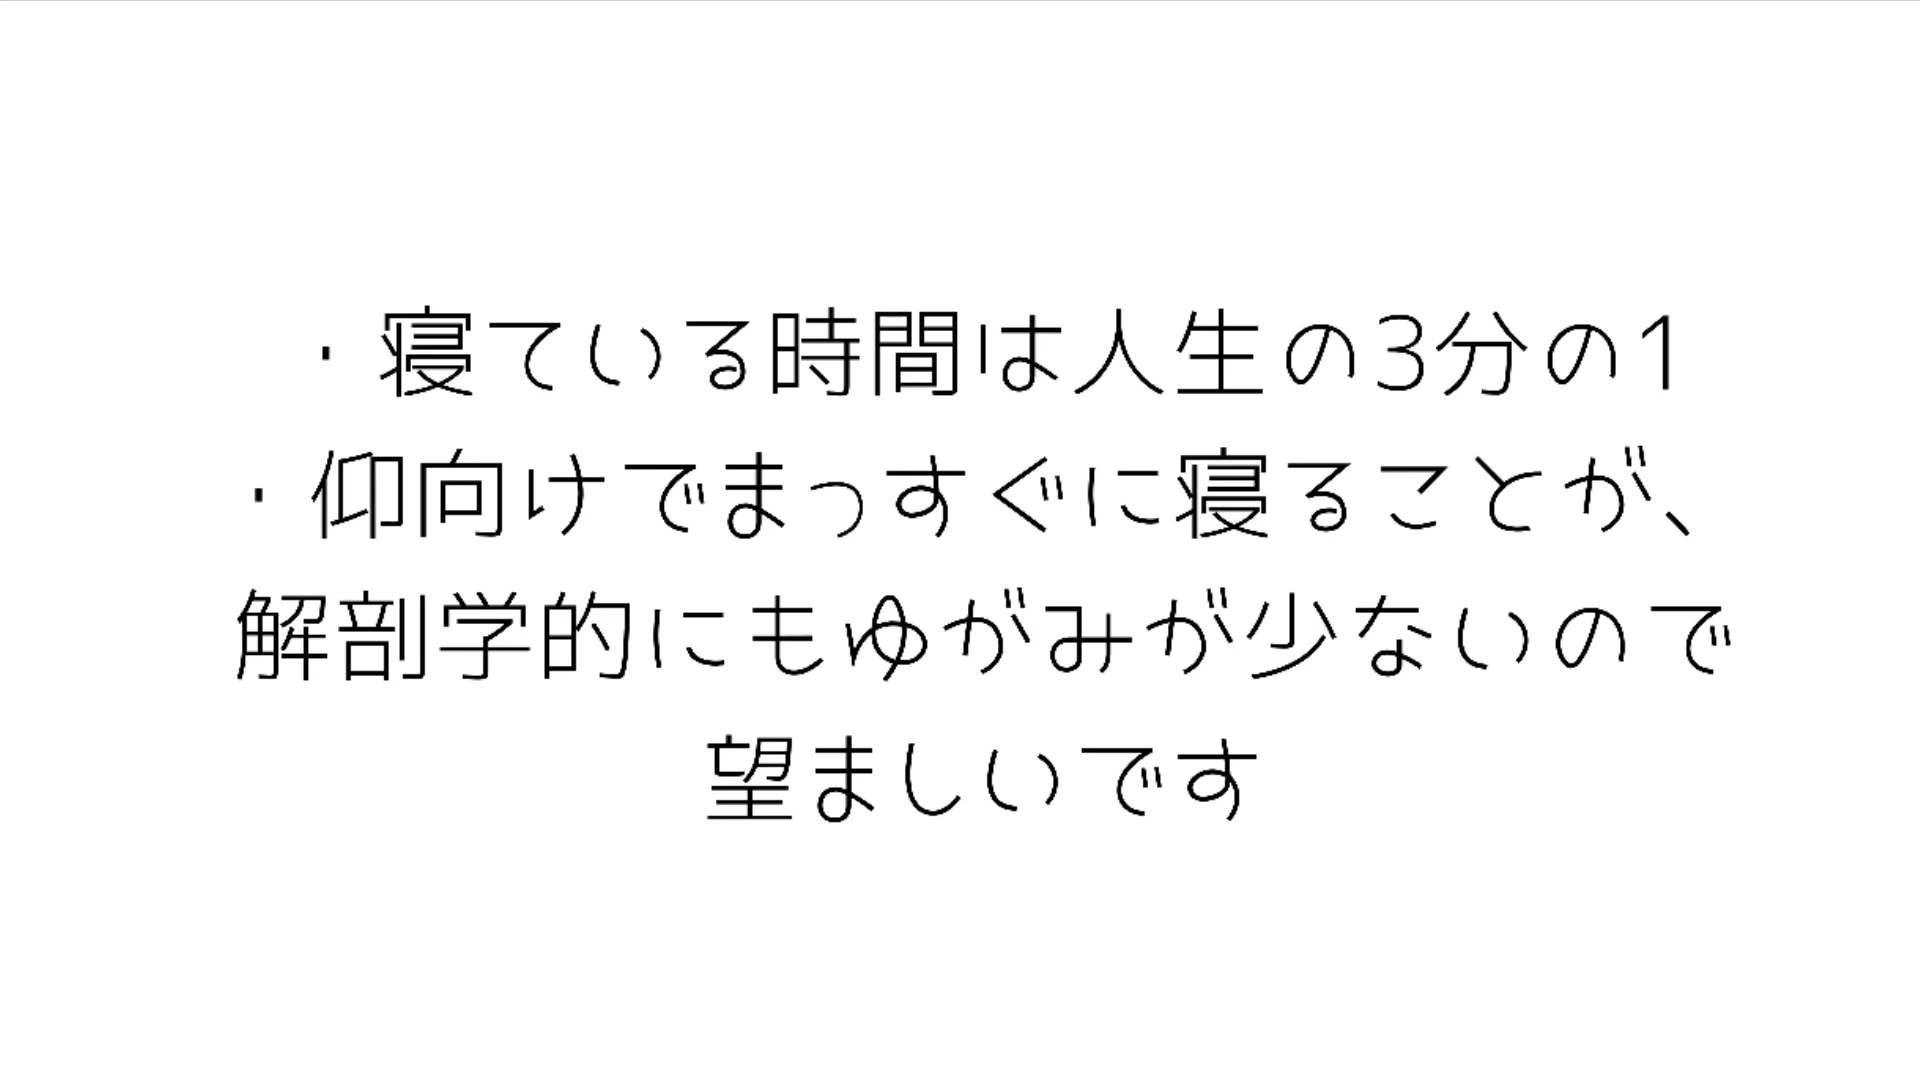 ・寝ている時間は人生の3分の1
・仰向けでまっすぐに寝ることが、
解剖学的にもゆがみが少ないので
望ましいです